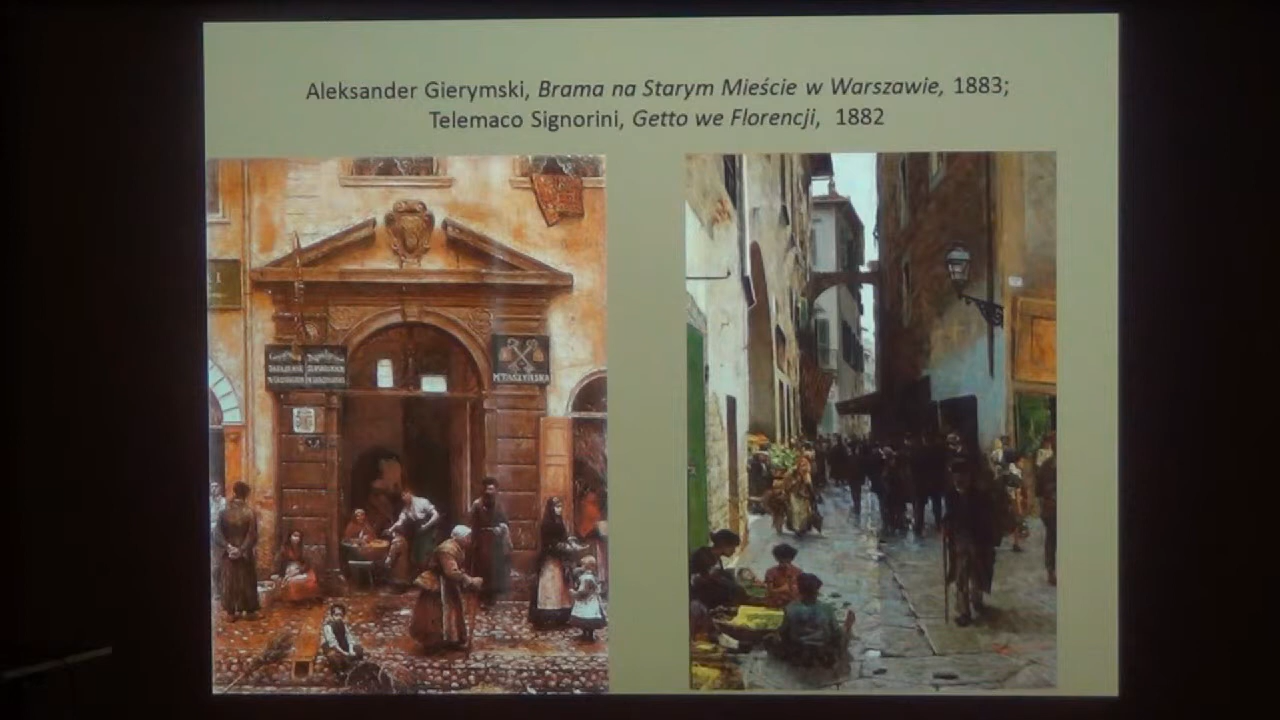 Aleksander Gierymski, Brama na Starym Mieście w Warszawie, 1883;
Telemaco Signorini, Getto we Florencji, 1882